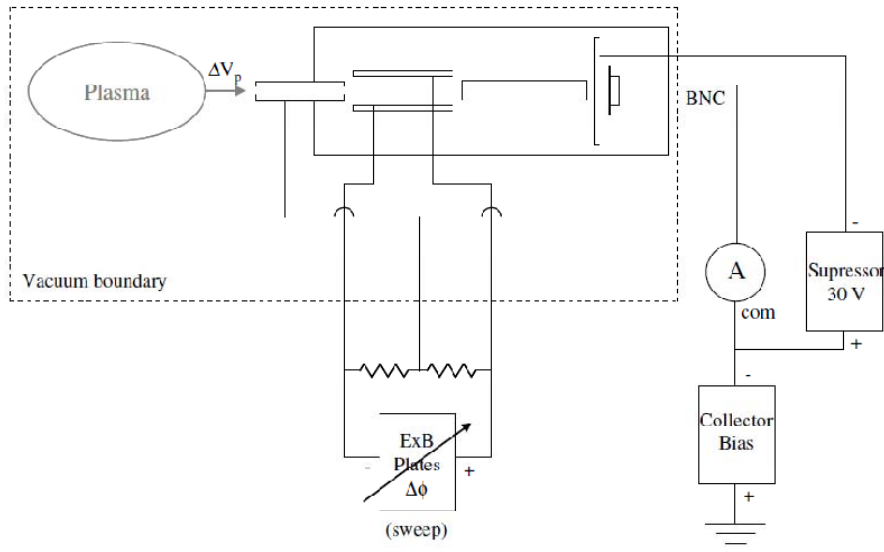 ΔVp
Plasma
BNC
Vacuum boundary
A
com
-
Supressor
30 V
+
-
Collector
Bias
+
ExB
Plates
Δϕ
-
+
(sweep)